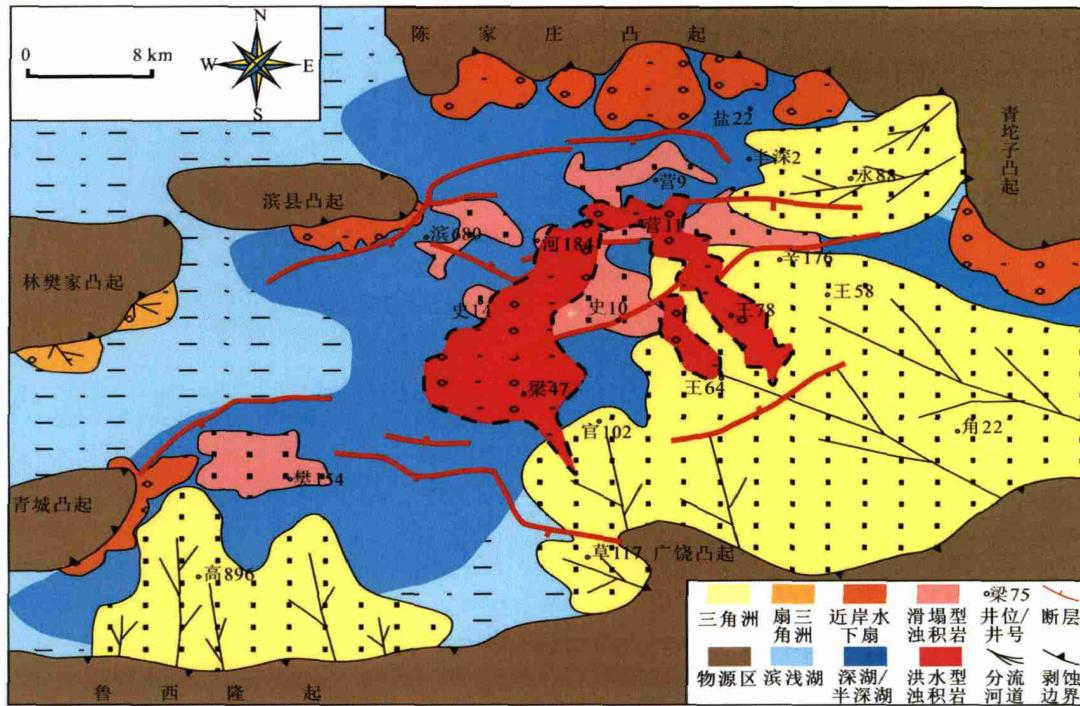 N
W E
S
0 8 km
陈家庄凸起
青坨子凸起
盐22
丰深2
永88
营9
滨县凸起
滨680
河184
营11
辛176
林樊家凸起
王58
史14
史10
王78
梁47
王64
官102
角22
樊154
青城凸起
草117
广饶凸起
高896
鲁西隆起
三角洲
扇三角洲
近岸水下扇
滑塌型浊积岩
梁75
井位/井号
断层
物源区
滨浅湖
深湖/半深湖
洪水型浊积岩
分流河道
剥蚀边界